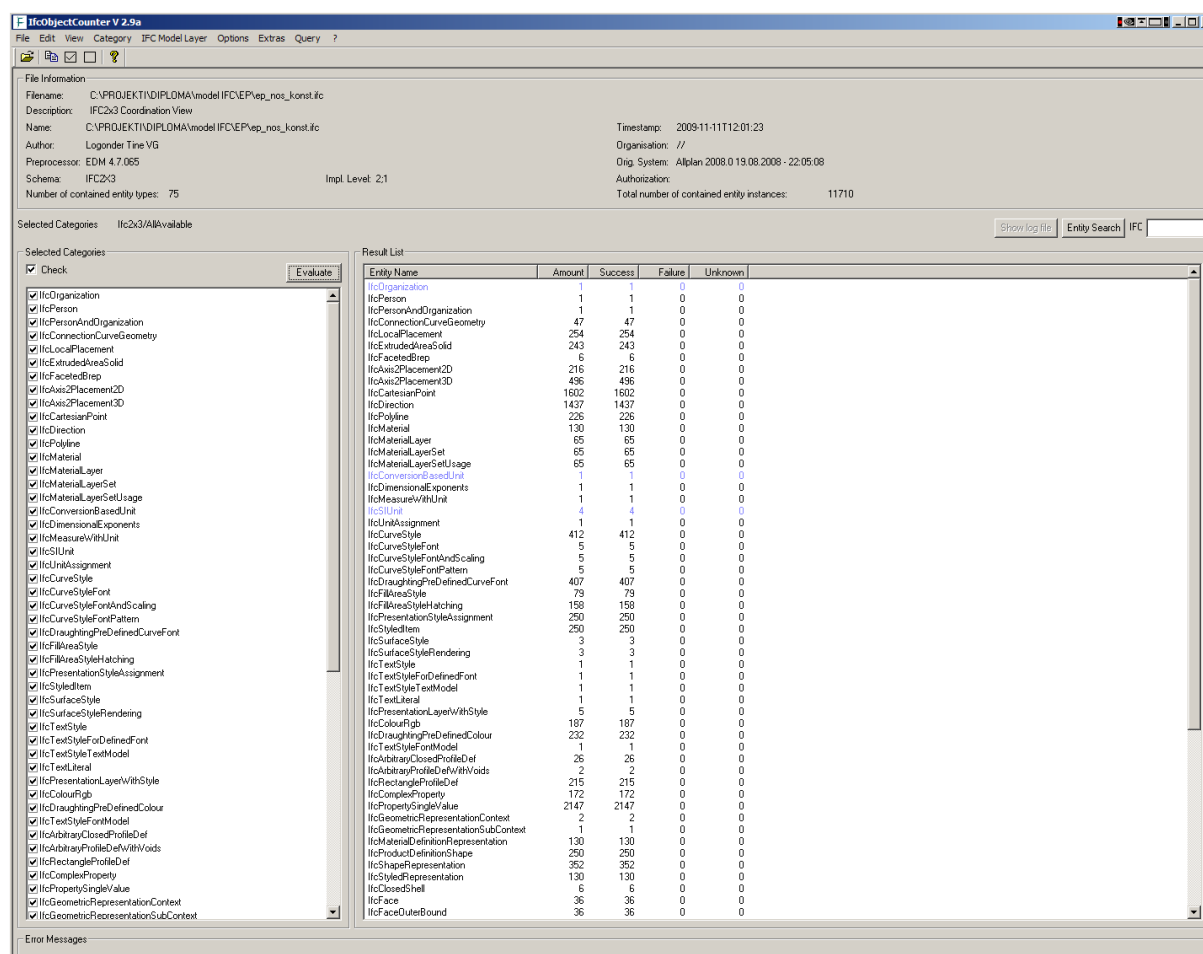 IfcObjectCounter V 2.9a
File Edit View Category IFC Model Layer Options Extras Query ?
File Information
Filename: C:\PROJEKTI\DIPLOMA\model IFC\EP\ep_nos_konst.ifc
Description: IFC2x3 Coordination View
Name: C:\PROJEKTI\DIPLOMA\model IFC\EP\ep_nos_konst.ifc Timestamp: 2009-11-11T12:01:23
Author: Logonder Tine VG Organisation: //
Preprocessor: EDM 4.7.065 Orig. System: Allplan 2008.0 19.08.2008 - 22:05:08
Schema: IFC2X3 Impl. Level: 2;1 Authorization:
Number of contained entity types: 75 Total number of contained entity instances: 11710
Selected Categories Ifc2x3/AllAvailable Show log file Entity Search IFC
Selected Categories
Check Evaluate
IfcOrganization
IfcPerson
IfcPersonAndOrganization
IfcConnectionCurveGeometry
IfcLocalPlacement
IfcExtrudedAreaSolid
IfcFacetedBrep
IfcAxis2Placement2D
IfcAxis2Placement3D
IfcCartesianPoint
IfcDirection
IfcPolyline
IfcMaterial
IfcMaterialLayer
IfcMaterialLayerSet
IfcMaterialLayerSetUsage
IfcConversionBasedUnit
IfcDimensionalExponents
IfcMeasureWithUnit
IfcSIUnit
IfcUnitAssignment
IfcCurveStyle
IfcCurveStyleFont
IfcCurveStyleFontAndScaling
IfcCurveStyleFontPattern
IfcDraughtingPreDefinedCurveFont
IfcFillAreaStyle
IfcFillAreaStyleHatching
IfcPresentationStyleAssignment
IfcStyledItem
IfcSurfaceStyle
IfcSurfaceStyleRendering
IfcTextStyle
IfcTextStyleForDefinedFont
IfcTextStyleTextModel
IfcTextLiteral
IfcPresentationLayerWithStyle
IfcColourRgb
IfcDraughtingPreDefinedColour
IfcTextStyleFontModel
IfcArbitraryClosedProfileDef
IfcArbitraryProfileDefWithVoids
IfcRectangleProfileDef
IfcComplexProperty
IfcPropertySingleValue
IfcGeometricRepresentationContext
IfcGeometricRepresentationSubContext
Result List
Entity Name Amount Success Failure Unknown
IfcOrganization 1 1 0 0
IfcPerson 1 1 0 0
IfcPersonAndOrganization 1 1 0 0
IfcConnectionCurveGeometry 47 47 0 0
IfcLocalPlacement 254 254 0 0
IfcExtrudedAreaSolid 243 243 0 0
IfcFacetedBrep 6 6 0 0
IfcAxis2Placement2D 216 216 0 0
IfcAxis2Placement3D 496 496 0 0
IfcCartesianPoint 1602 1602 0 0
IfcDirection 1437 1437 0 0
IfcPolyline 226 226 0 0
IfcMaterial 130 130 0 0
IfcMaterialLayer 65 65 0 0
IfcMaterialLayerSet 65 65 0 0
IfcMaterialLayerSetUsage 65 65 0 0
IfcConversionBasedUnit 1 1 0 0
IfcDimensionalExponents 1 1 0 0
IfcMeasureWithUnit 1 1 0 0
IfcSIUnit 4 4 0 0
IfcUnitAssignment 1 1 0 0
IfcCurveStyle 412 412 0 0
IfcCurveStyleFont 5 5 0 0
IfcCurveStyleFontAndScaling 5 5 0 0
IfcCurveStyleFontPattern 5 5 0 0
IfcDraughtingPreDefinedCurveFont 407 407 0 0
IfcFillAreaStyle 79 79 0 0
IfcFillAreaStyleHatching 158 158 0 0
IfcPresentationStyleAssignment 250 250 0 0
IfcStyledItem 250 250 0 0
IfcSurfaceStyle 3 3 0 0
IfcSurfaceStyleRendering 3 3 0 0
IfcTextStyle 1 1 0 0
IfcTextStyleForDefinedFont 1 1 0 0
IfcTextStyleTextModel 1 1 0 0
IfcTextLiteral 1 1 0 0
IfcPresentationLayerWithStyle 5 5 0 0
IfcColourRgb 187 187 0 0
IfcDraughtingPreDefinedColour 232 232 0 0
IfcTextStyleFontModel 1 1 0 0
IfcArbitraryClosedProfileDef 26 26 0 0
IfcArbitraryProfileDefWithVoids 2 2 0 0
IfcRectangleProfileDef 215 215 0 0
IfcComplexProperty 172 172 0 0
IfcPropertySingleValue 2147 2147 0 0
IfcGeometricRepresentationContext 2 2 0 0
IfcGeometricRepresentationSubContext 1 1 0 0
IfcMaterialDefinitionRepresentation 130 130 0 0
IfcProductDefinitionShape 250 250 0 0
IfcShapeRepresentation 352 352 0 0
IfcStyledRepresentation 130 130 0 0
IfcClosedShell 6 6 0 0
IfcFace 36 36 0 0
IfcFaceOuterBound 36 36 0 0
Error Messages